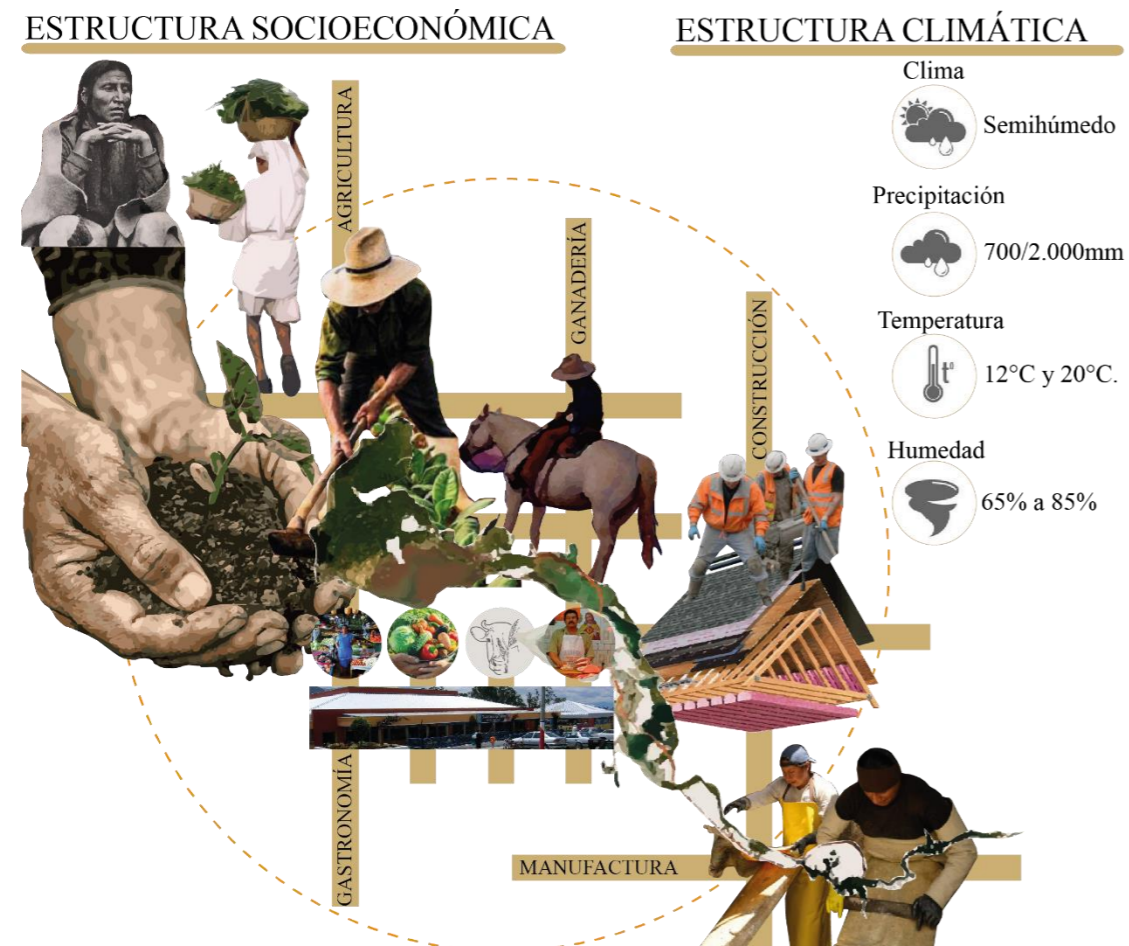 ESTRUCTURA SOCIOECONÓMICA
AGRICULTURA
GANADERÍA
CONSTRUCCIÓN
GASTRONOMÍA
MANUFACTURA
ESTRUCTURA CLIMÁTICA
Clima
Semihúmedo
Precipitación
700/2.000mm
Temperatura
t°
12°C y 20°C.
Humedad
65% a 85%